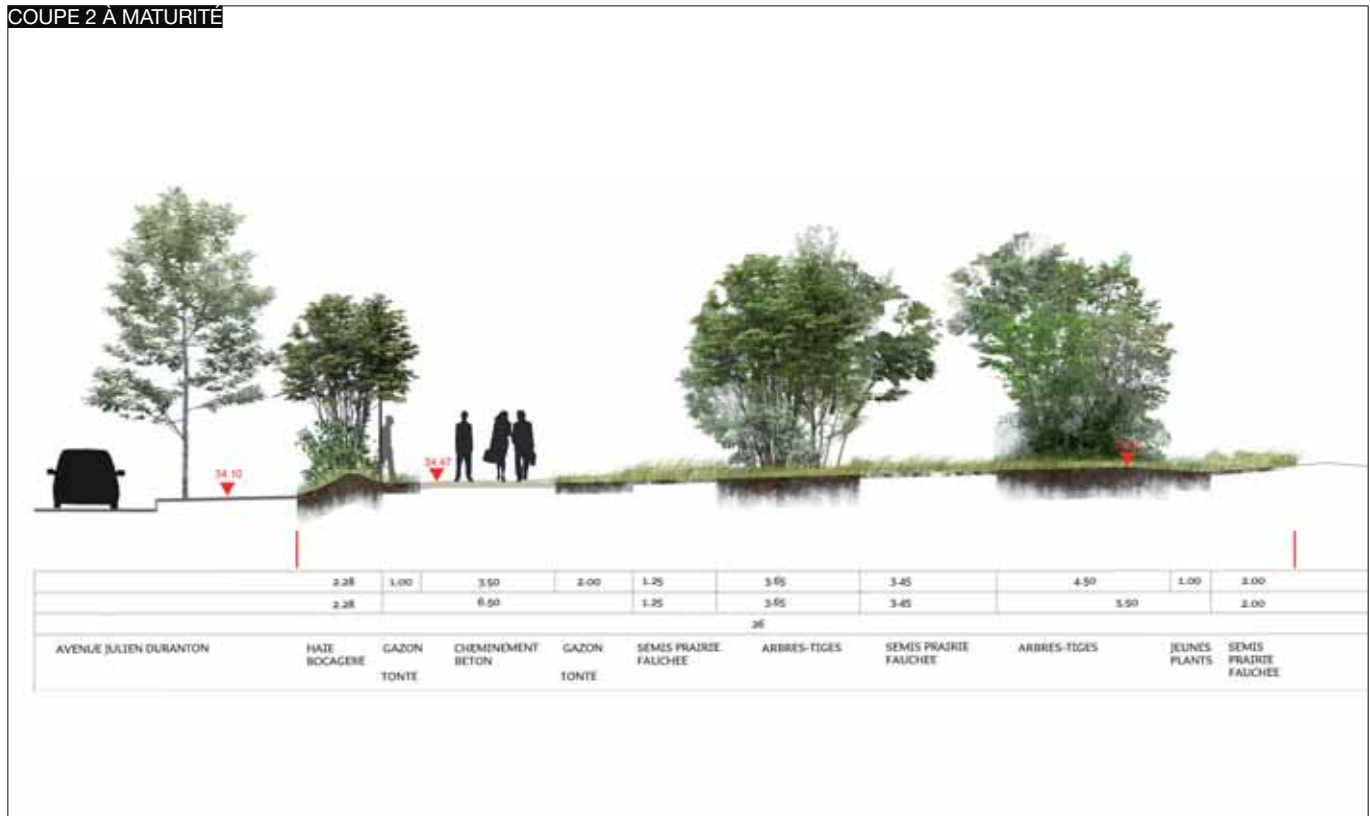 COUPE 2 À MATURITÉ
34.10
34.47
2.28 1.00 3.50 2.00 1.25 3.65 3.45 4.50 1.00 2.00
2.28 6.50 1.25 3.65 3.45 5.50 2.00
26
AVENUE JULIEN DURANTON
HAIE
BOCAGERE
GAZON
TONTE
CHEMINEMENT
BETON
GAZON
TONTE
SEMIS PRAIRIE
FAUCHEE
ARBRES-TIGES
SEMIS PRAIRIE
FAUCHEE
ARBRES-TIGES
JEUNES
PLANTS
SEMIS
PRAIRIE
FAUCHEE